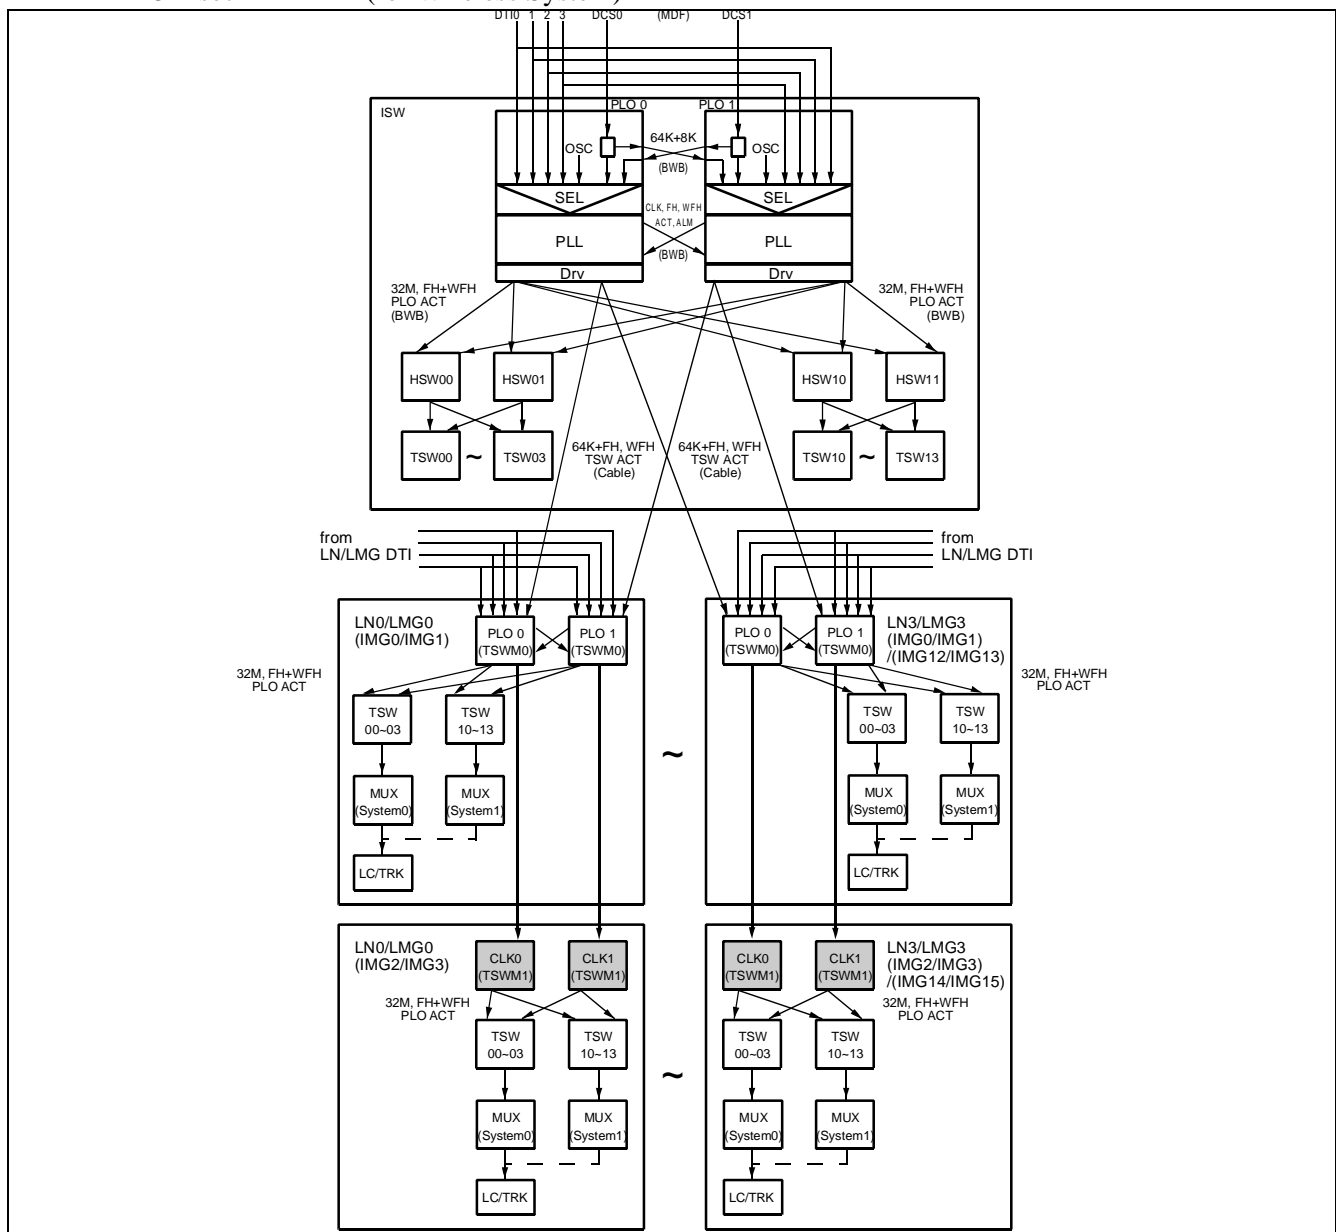 DTI0 1 2 3 DCS0 (MDF) DCS1
ISW
PLO 0 PLO 1
64K+8K
OSC OSC
(BWB)
SEL SEL
CLK, FH, WFH
ACT, ALM
PLL PLL
(BWB)
Drv Drv
32M, FH+WFH
PLO ACT
(BWB)
32M, FH+WFH
PLO ACT
(BWB)
HSW00 HSW01 HSW10 HSW11
64K+FH, WFH
TSW ACT
(Cable)
64K+FH, WFH
TSW ACT
(Cable)
TSW00 ~ TSW03 TSW10 ~ TSW13
from
LN/LMG DTI
from
LN/LMG DTI
LN0/LMG0
(IMG0/IMG1)
PLO 0
(TSWM0)
PLO 1
(TSWM0)
PLO 0
(TSWM0)
PLO 1
(TSWM0)
LN3/LMG3
(IMG0/IMG1)
/(IMG12/IMG13)
32M, FH+WFH
PLO ACT
32M, FH+WFH
PLO ACT
TSW
00~03
TSW
10~13
TSW
00~03
TSW
10~13
~
MUX
(System0)
MUX
(System1)
MUX
(System0)
MUX
(System1)
LC/TRK LC/TRK
LN0/LMG0
(IMG2/IMG3)
CLK0
(TSWM1)
CLK1
(TSWM1)
CLK0
(TSWM1)
CLK1
(TSWM1)
LN3/LMG3
(IMG2/IMG3)
/(IMG14/IMG15)
32M, FH+WFH
PLO ACT
32M, FH+WFH
PLO ACT
TSW
00~03
TSW
10~13
TSW
00~03
TSW
10~13
~
MUX
(System0)
MUX
(System1)
MUX
(System0)
MUX
(System1)
LC/TRK LC/TRK